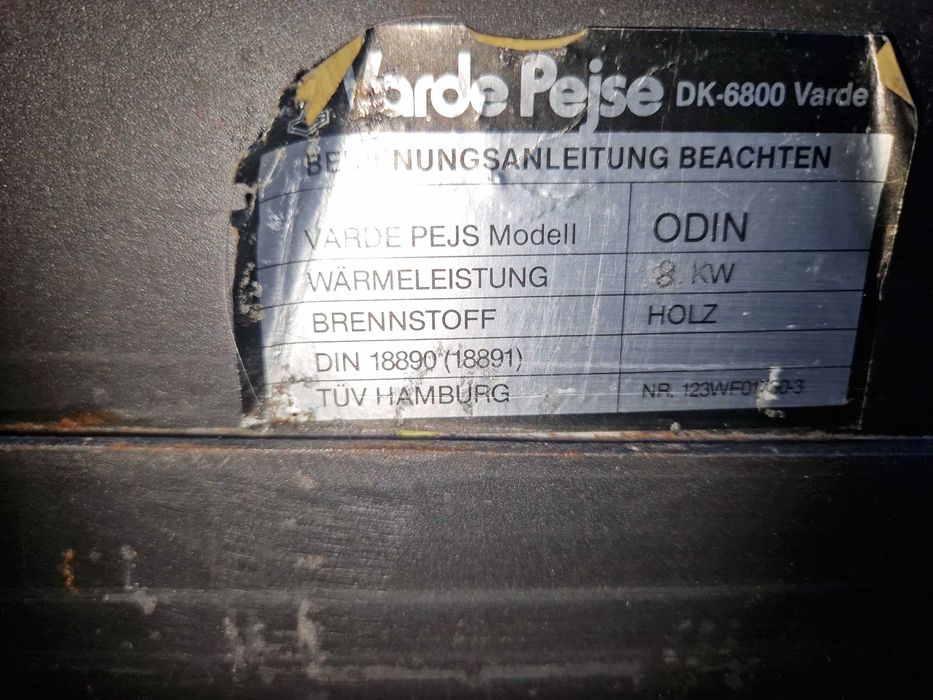 Varde Pejse DK-6800 Varde
BEDIENUNGSANLEITUNG BEACHTEN
VARDE PEJS Modell ODIN
WÄRMELEISTUNG 8 KW
BRENNSTOFF HOLZ
DIN 18890 (18891)
TÜV HAMBURG NR.